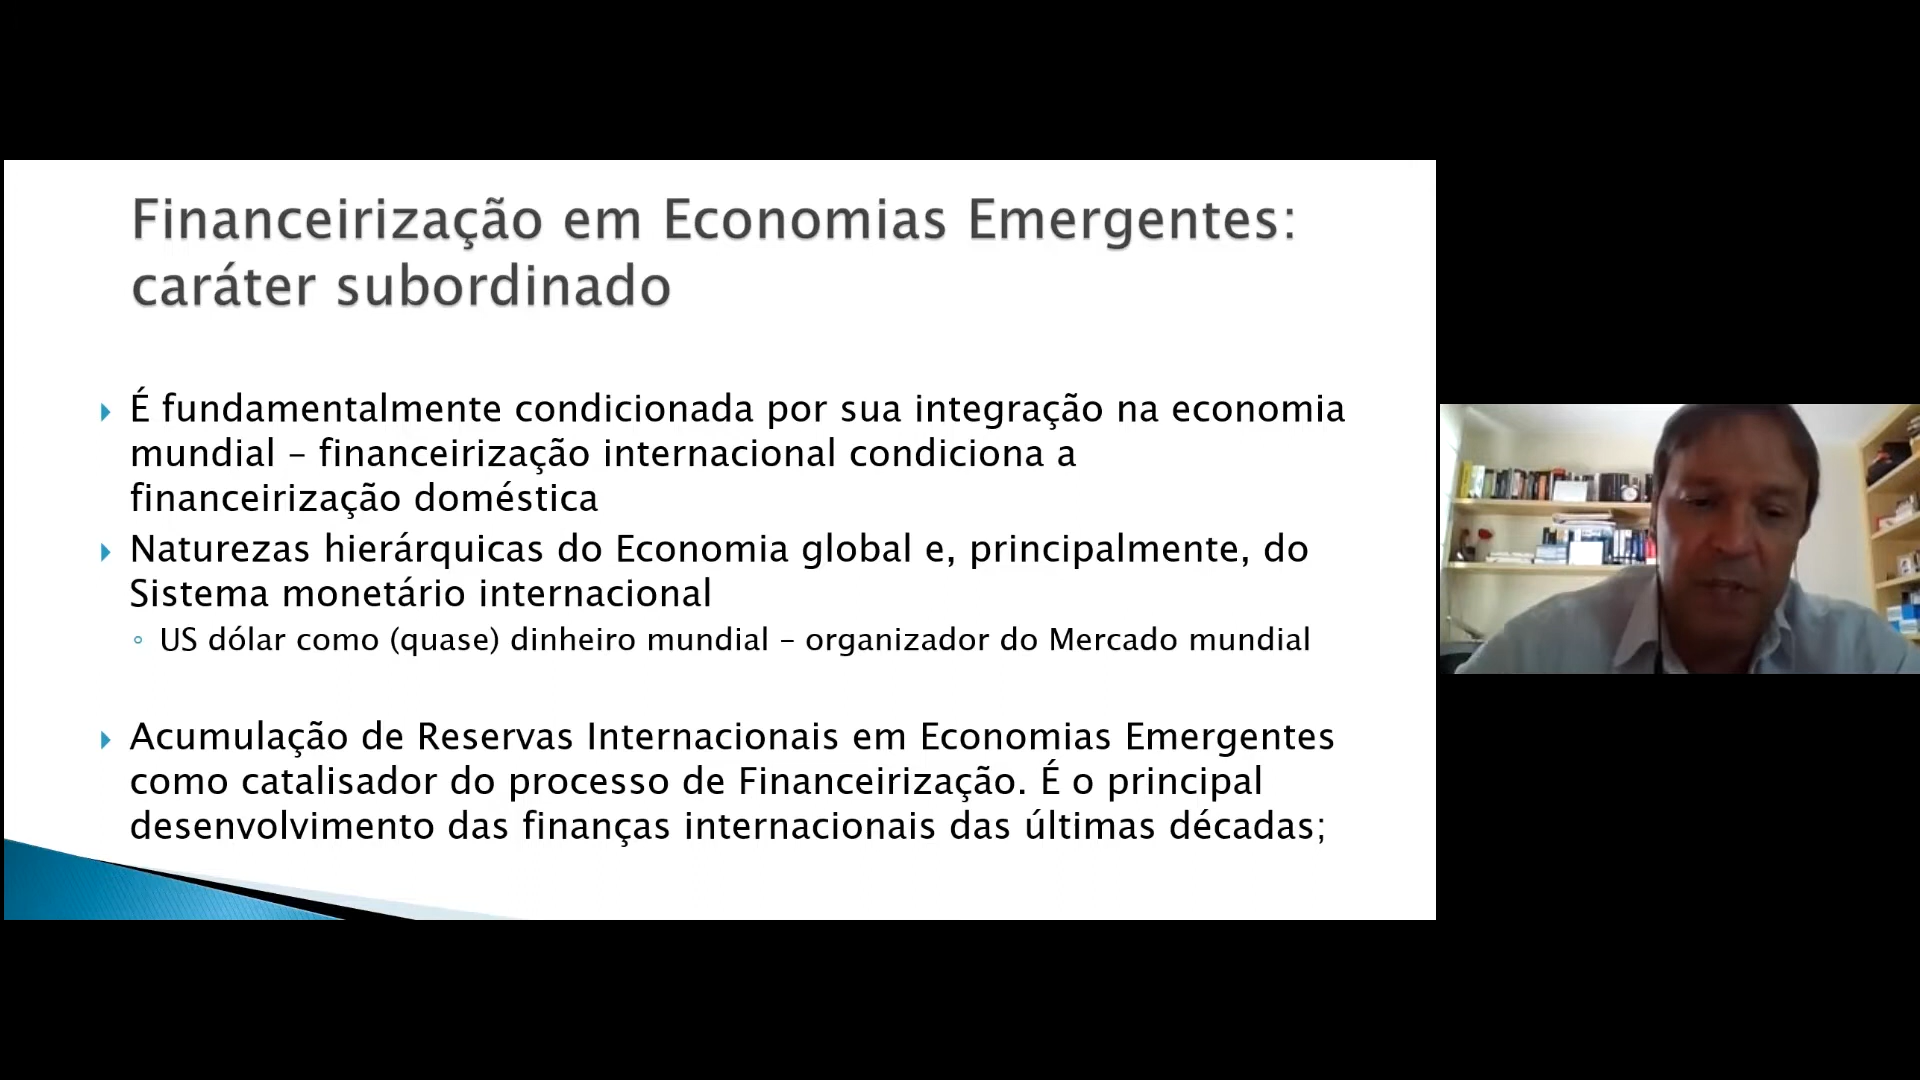 Financeirização em Economias Emergentes:
caráter subordinado
É fundamentalmente condicionada por sua integração na economia
mundial – financeirização internacional condiciona a
financeirização doméstica
Naturezas hierárquicas do Economia global e, principalmente, do
Sistema monetário internacional
US dólar como (quase) dinheiro mundial – organizador do Mercado mundial
Acumulação de Reservas Internacionais em Economias Emergentes
como catalisador do processo de Financeirização. É o principal
desenvolvimento das finanças internacionais das últimas décadas;